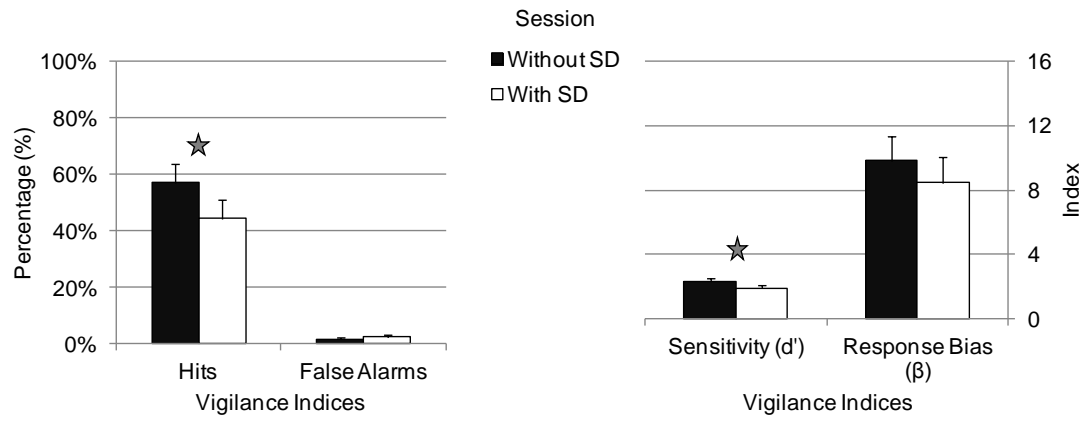 Session
Without SD
With SD
Percentage (%)
100%
80%
60%
40%
20%
0%
Hits
False Alarms
Vigilance Indices
16
12
8
4
0
Index
Sensitivity (d')
Response Bias
(β)
Vigilance Indices